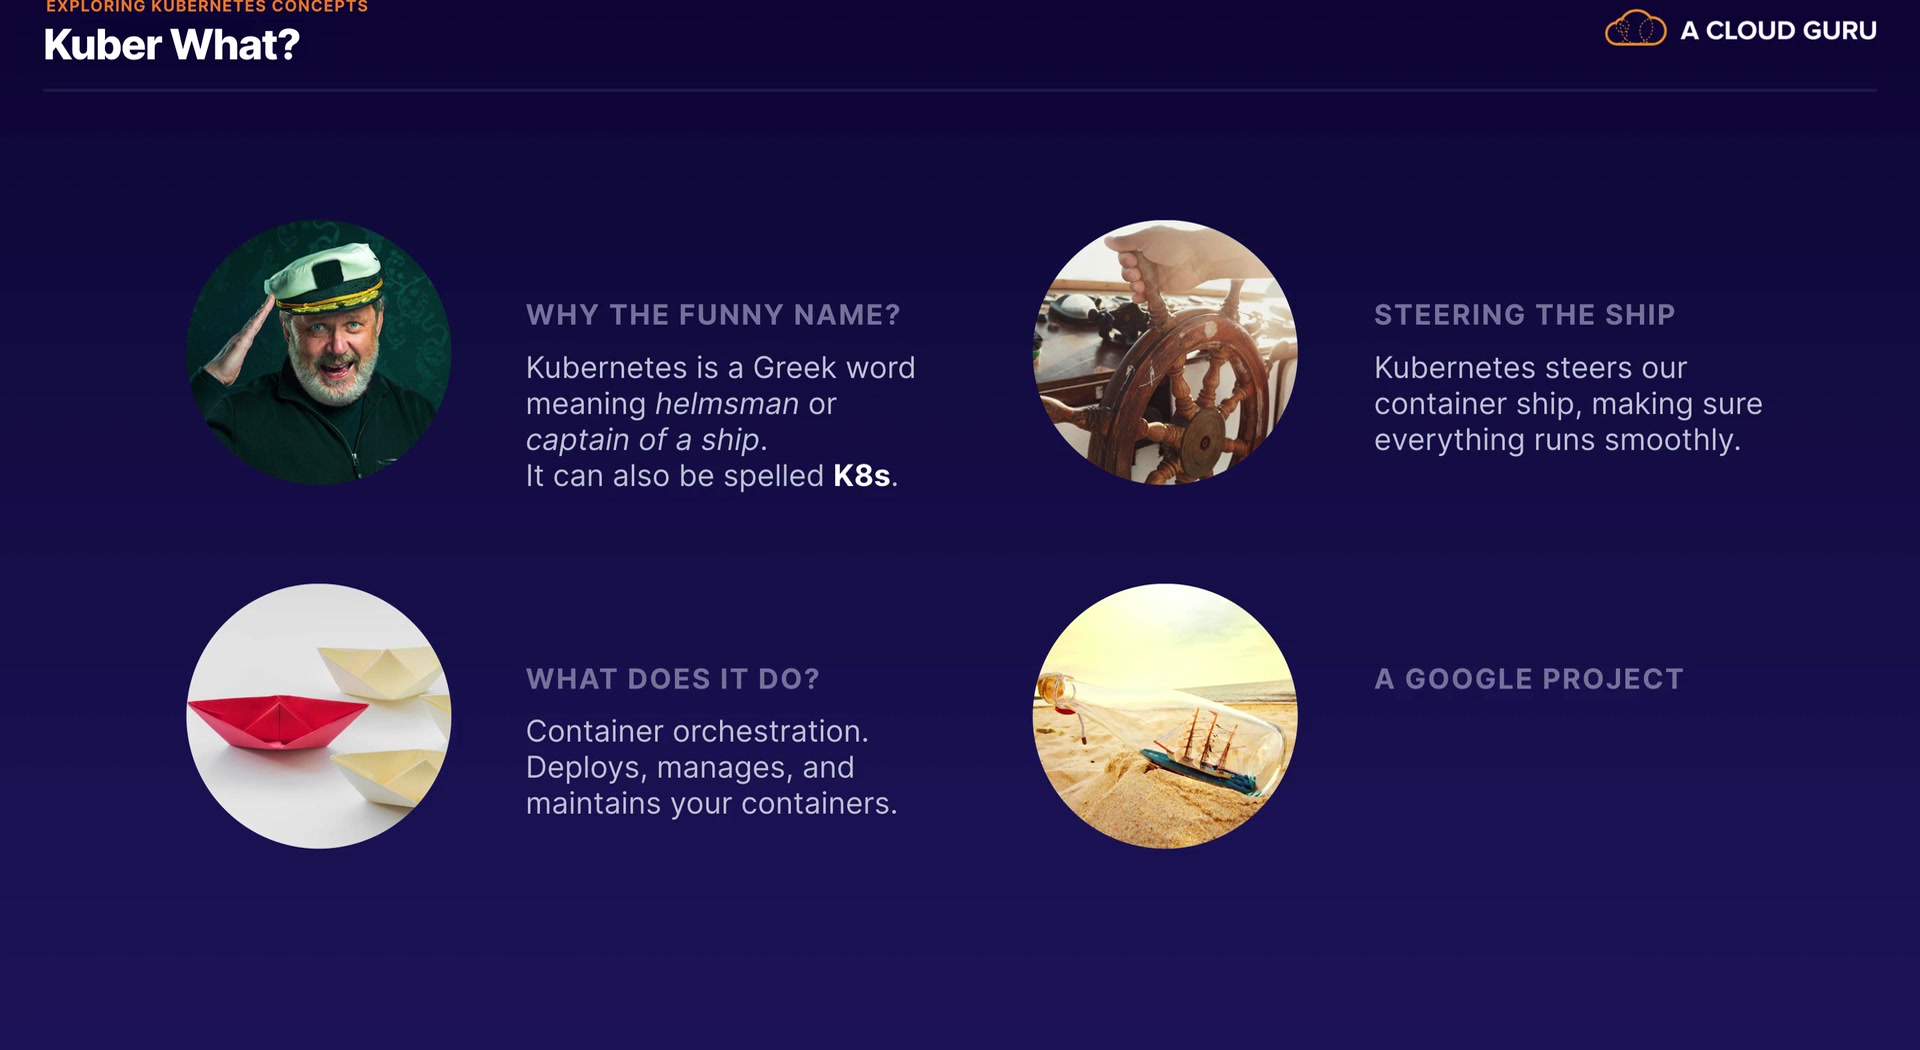 EXPLORING KUBERNETES CONCEPTS
Kuber What?
A CLOUD GURU
WHY THE FUNNY NAME?
Kubernetes is a Greek word
meaning helmsman or
captain of a ship.
It can also be spelled K8s.
STEERING THE SHIP
Kubernetes steers our
container ship, making sure
everything runs smoothly.
WHAT DOES IT DO?
Container orchestration.
Deploys, manages, and
maintains your containers.
A GOOGLE PROJECT